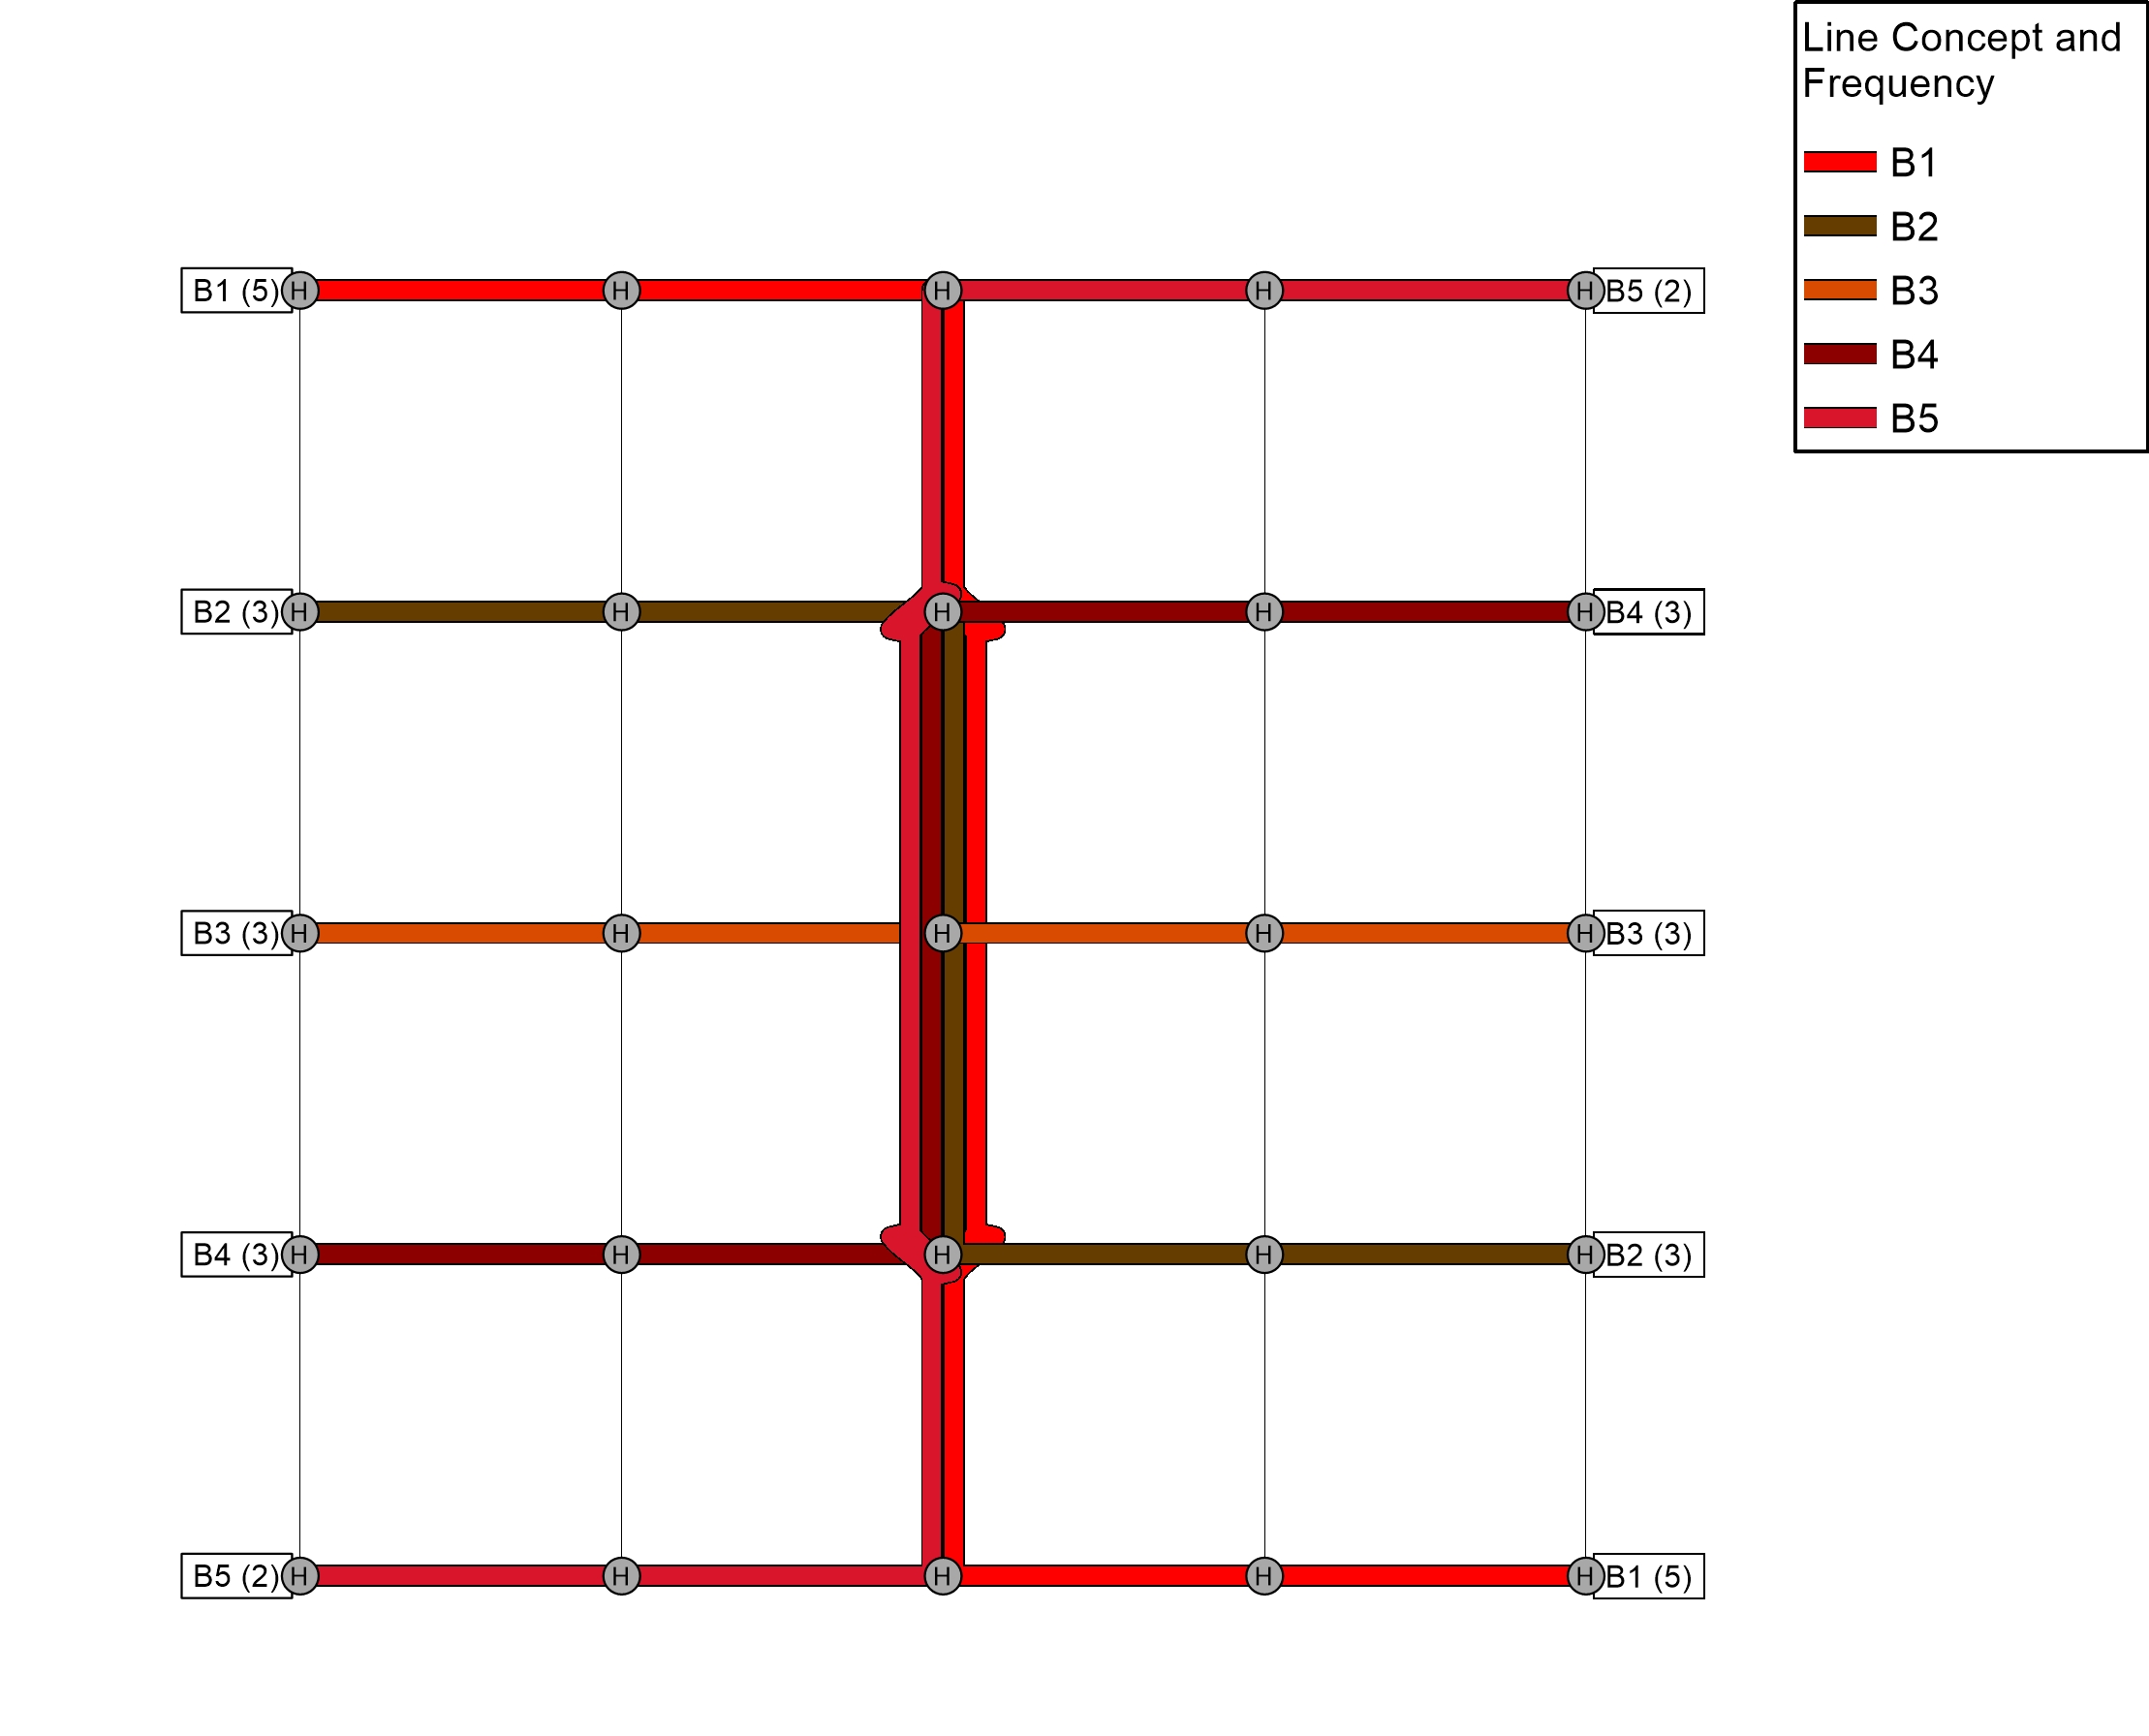 Line Concept and
Frequency
B1
B2
B3
B4
B5
B1 (5) H H H H H B5 (2)
B2 (3) H H H H H B4 (3)
B3 (3) H H H H H B3 (3)
B4 (3) H H H H H B2 (3)
B5 (2) H H H H H B1 (5)